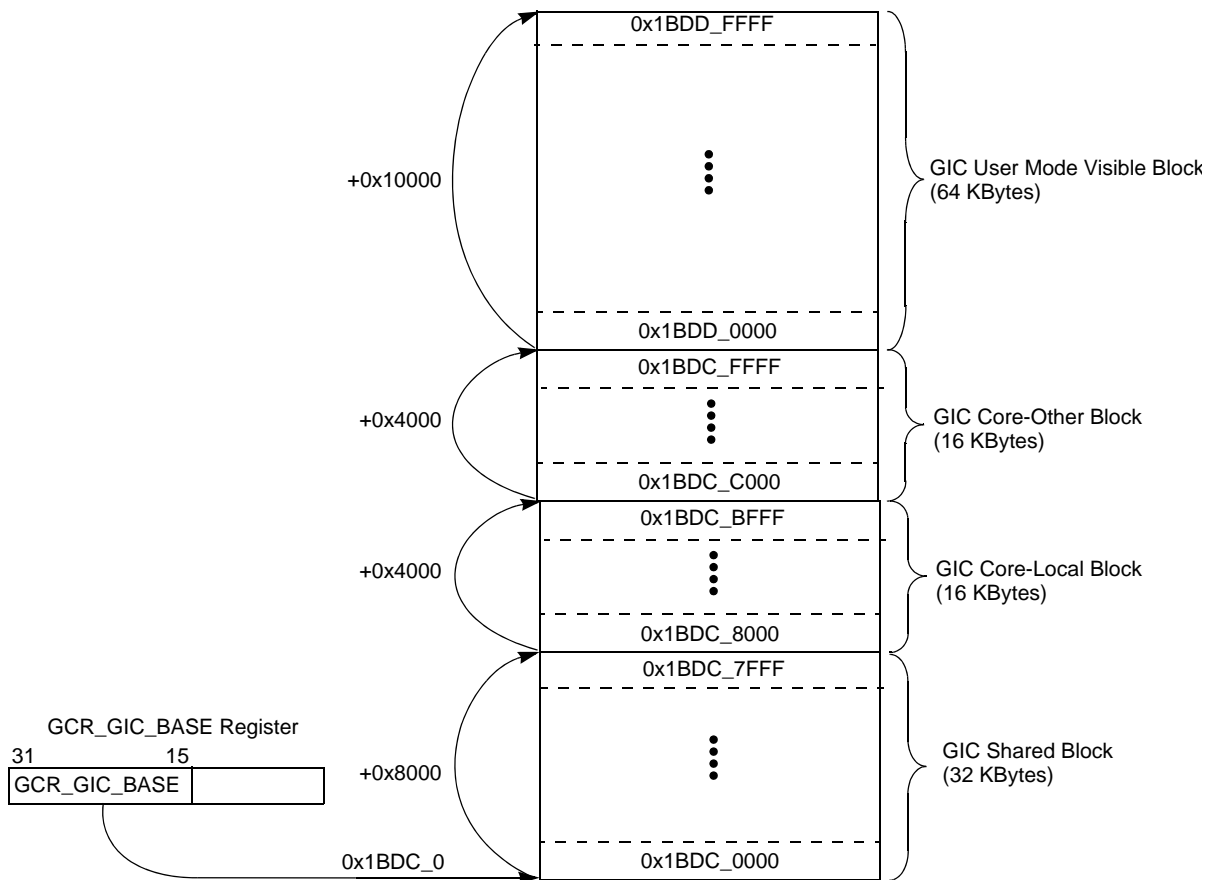 0x1BDD_FFFF
+0x10000
GIC User Mode Visible Block
(64 KBytes)
0x1BDD_0000
0x1BDC_FFFF
+0x4000
GIC Core-Other Block
(16 KBytes)
0x1BDC_C000
0x1BDC_BFFF
+0x4000
GIC Core-Local Block
(16 KBytes)
0x1BDC_8000
0x1BDC_7FFF
GCR_GIC_BASE Register
31 15
GCR_GIC_BASE
+0x8000
GIC Shared Block
(32 KBytes)
0x1BDC_0
0x1BDC_0000